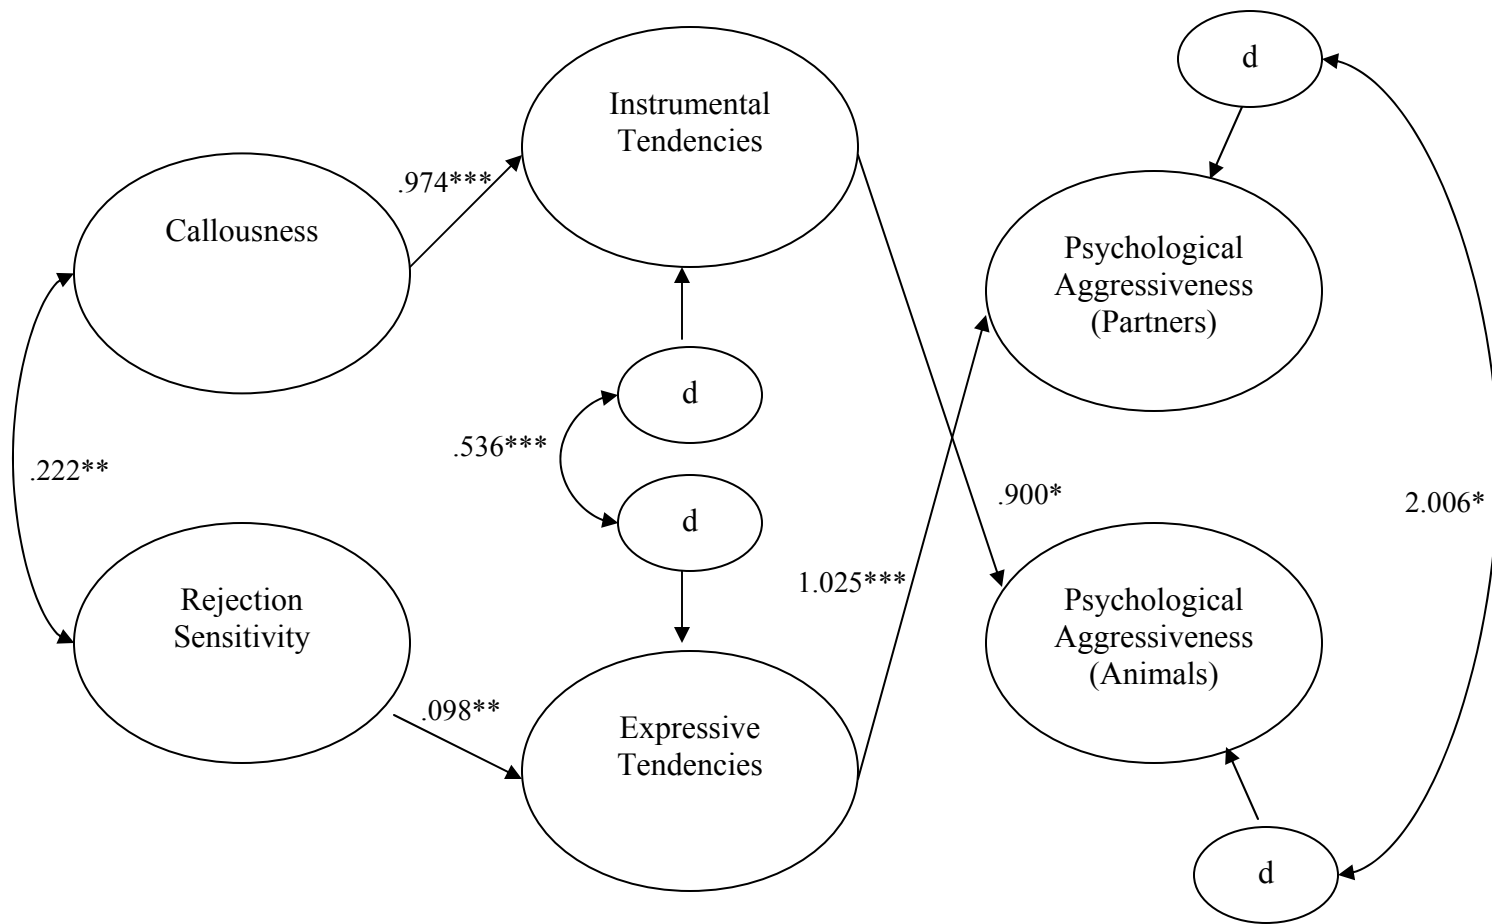 d
Instrumental
Tendencies
.974***
Callousness
Psychological
Aggressiveness
(Partners)
d
.536***
.222**
d
.900*
2.006*
1.025***
Rejection
Sensitivity
Psychological
Aggressiveness
(Animals)
.098**
Expressive
Tendencies
d